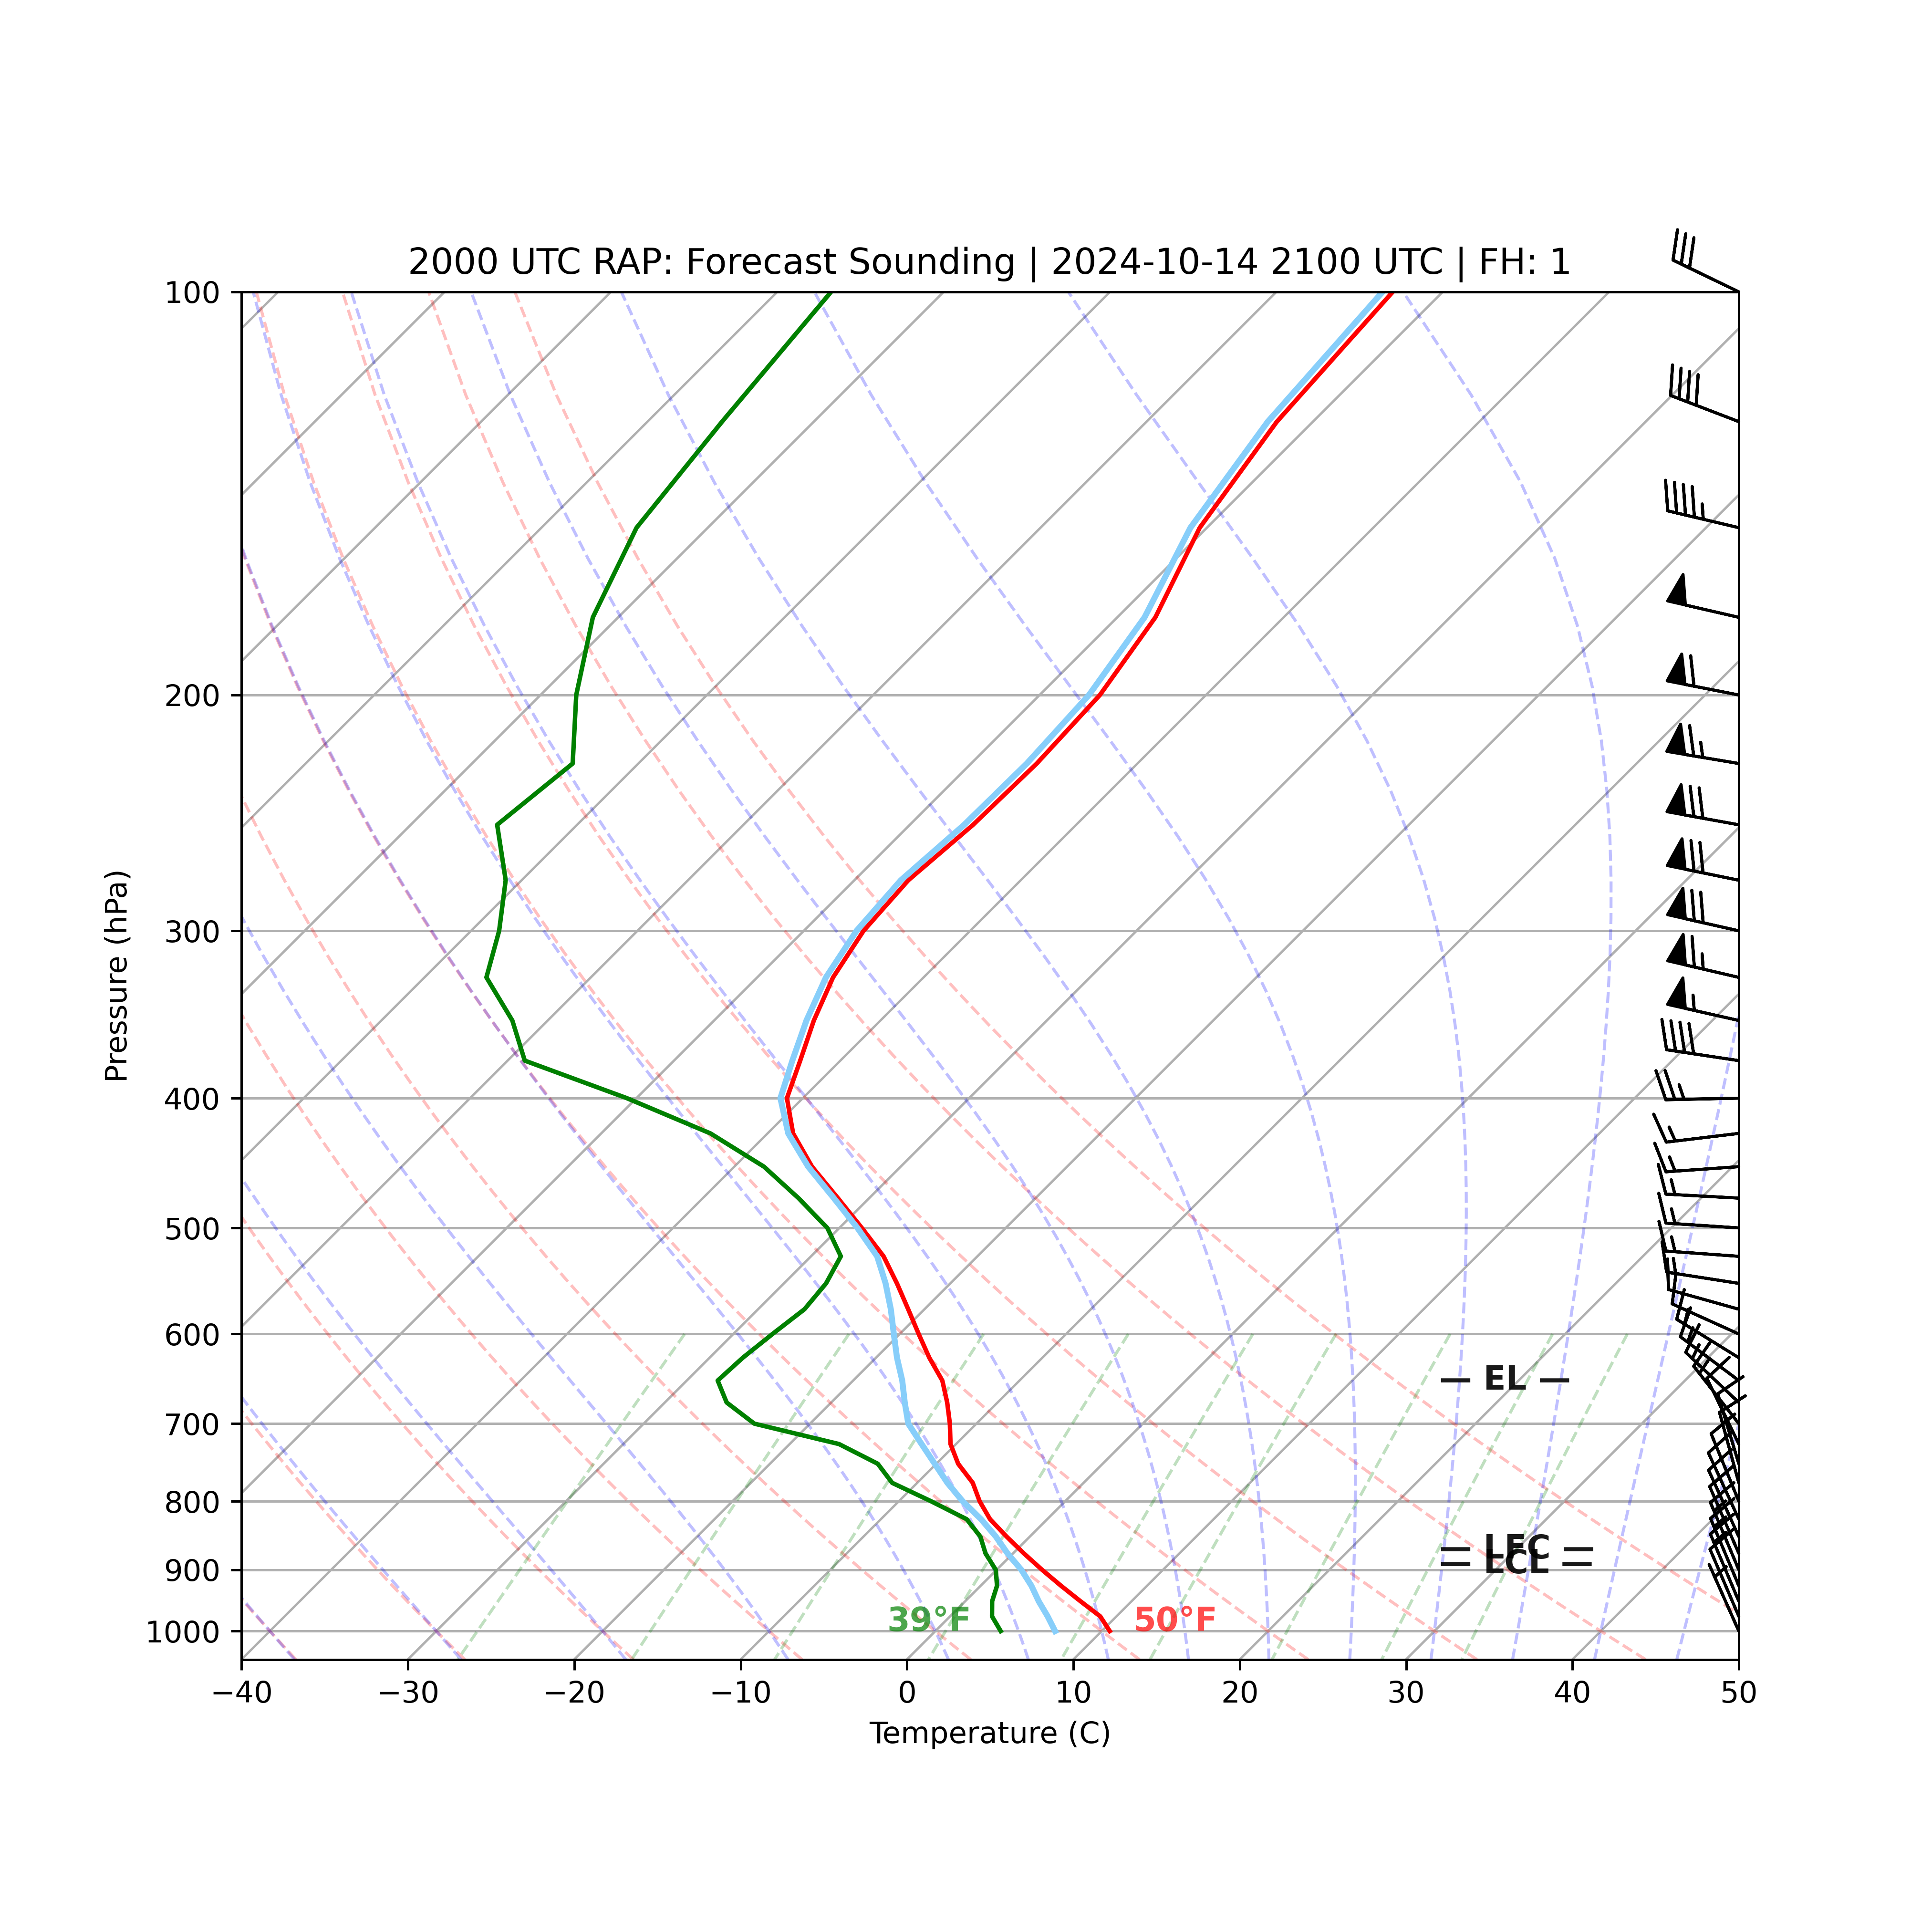 2000 UTC RAP: Forecast Sounding | 2024-10-14 2100 UTC | FH: 1
100
200
300
400
500
600
700
800
900
1000
Pressure (hPa)
— EL —
— LFC —
— LCL —
39°F
50°F
−40
−30
−20
−10
0
10
20
30
40
50
Temperature (C)